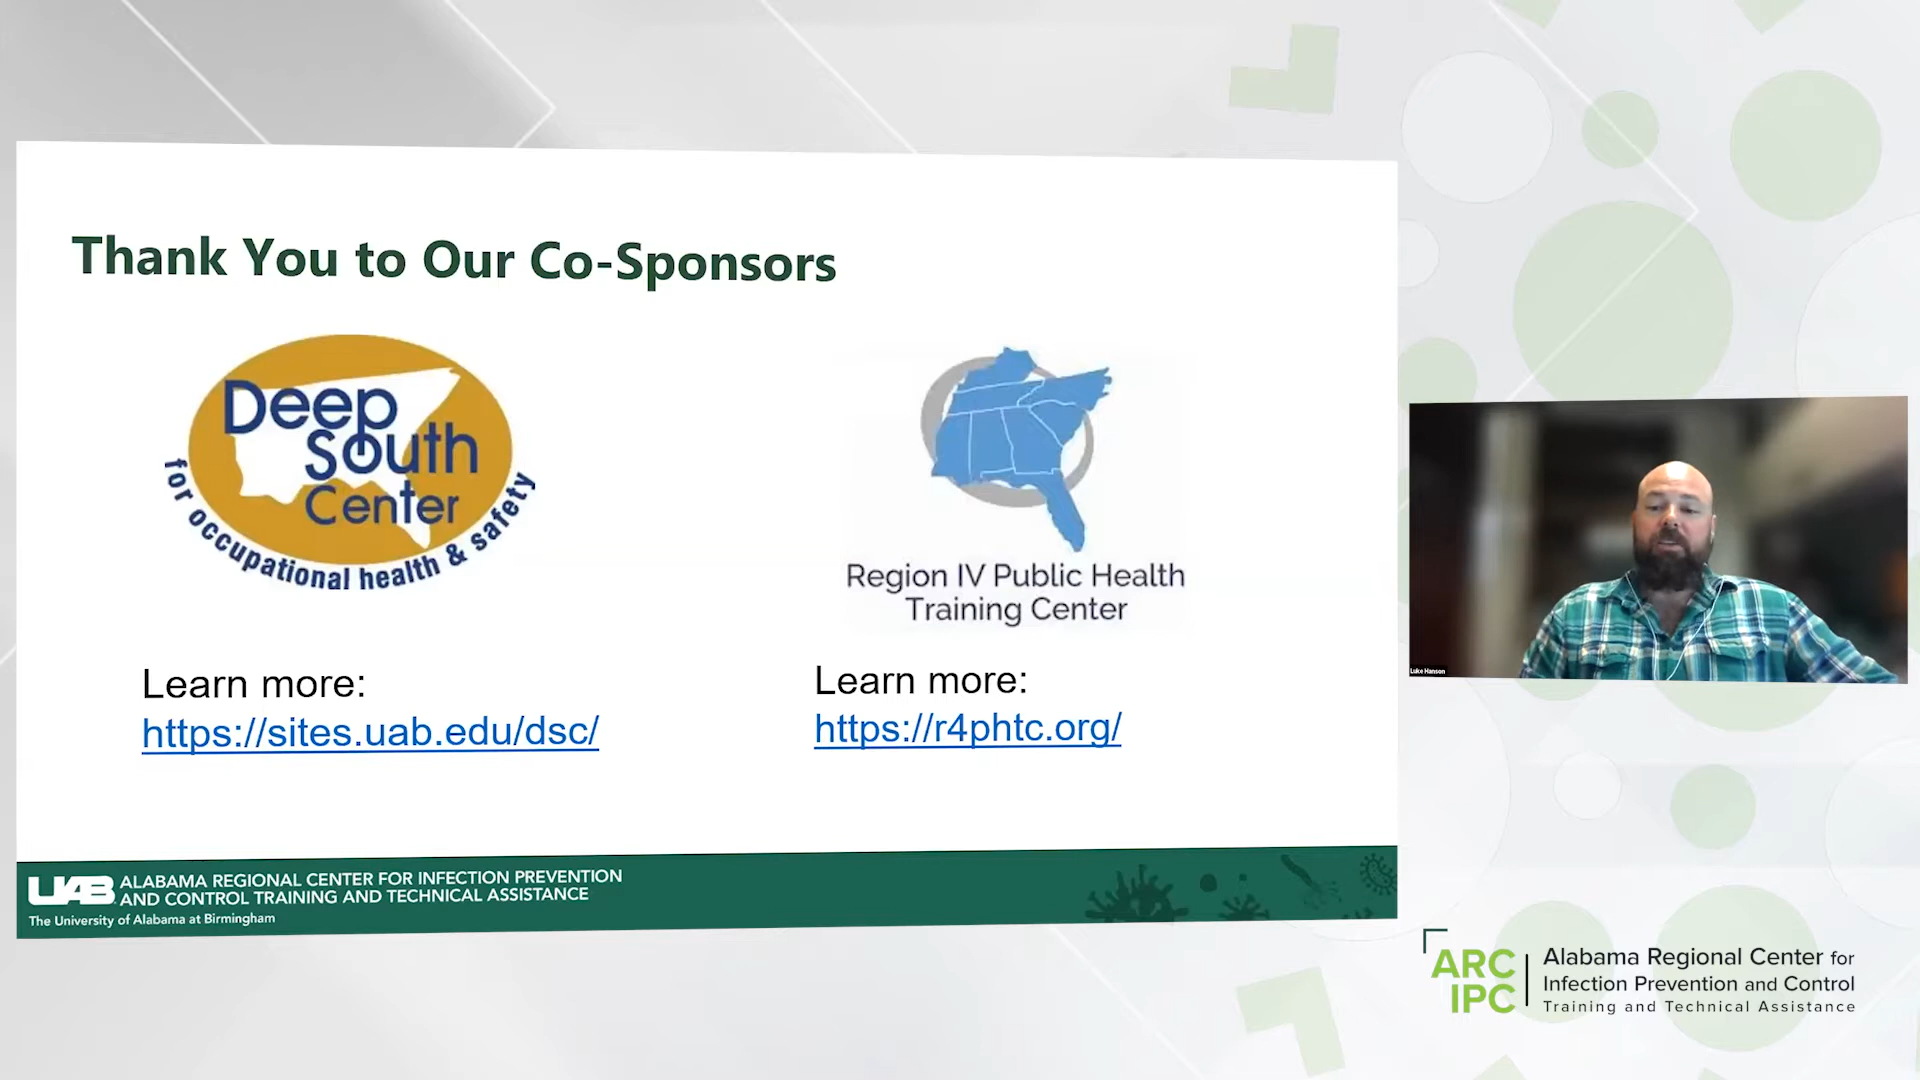 Thank You to Our Co-Sponsors
Deep
South
Center
for occupational health & safety
Learn more:
https://sites.uab.edu/dsc/
Region IV Public Health
Training Center
Learn more:
https://r4phtc.org/
Luke Hanson
UAB ALABAMA REGIONAL CENTER FOR INFECTION PREVENTION
AND CONTROL TRAINING AND TECHNICAL ASSISTANCE
The University of Alabama at Birmingham
ARC
IPC
Alabama Regional Center for
Infection Prevention and Control
Training and Technical Assistance